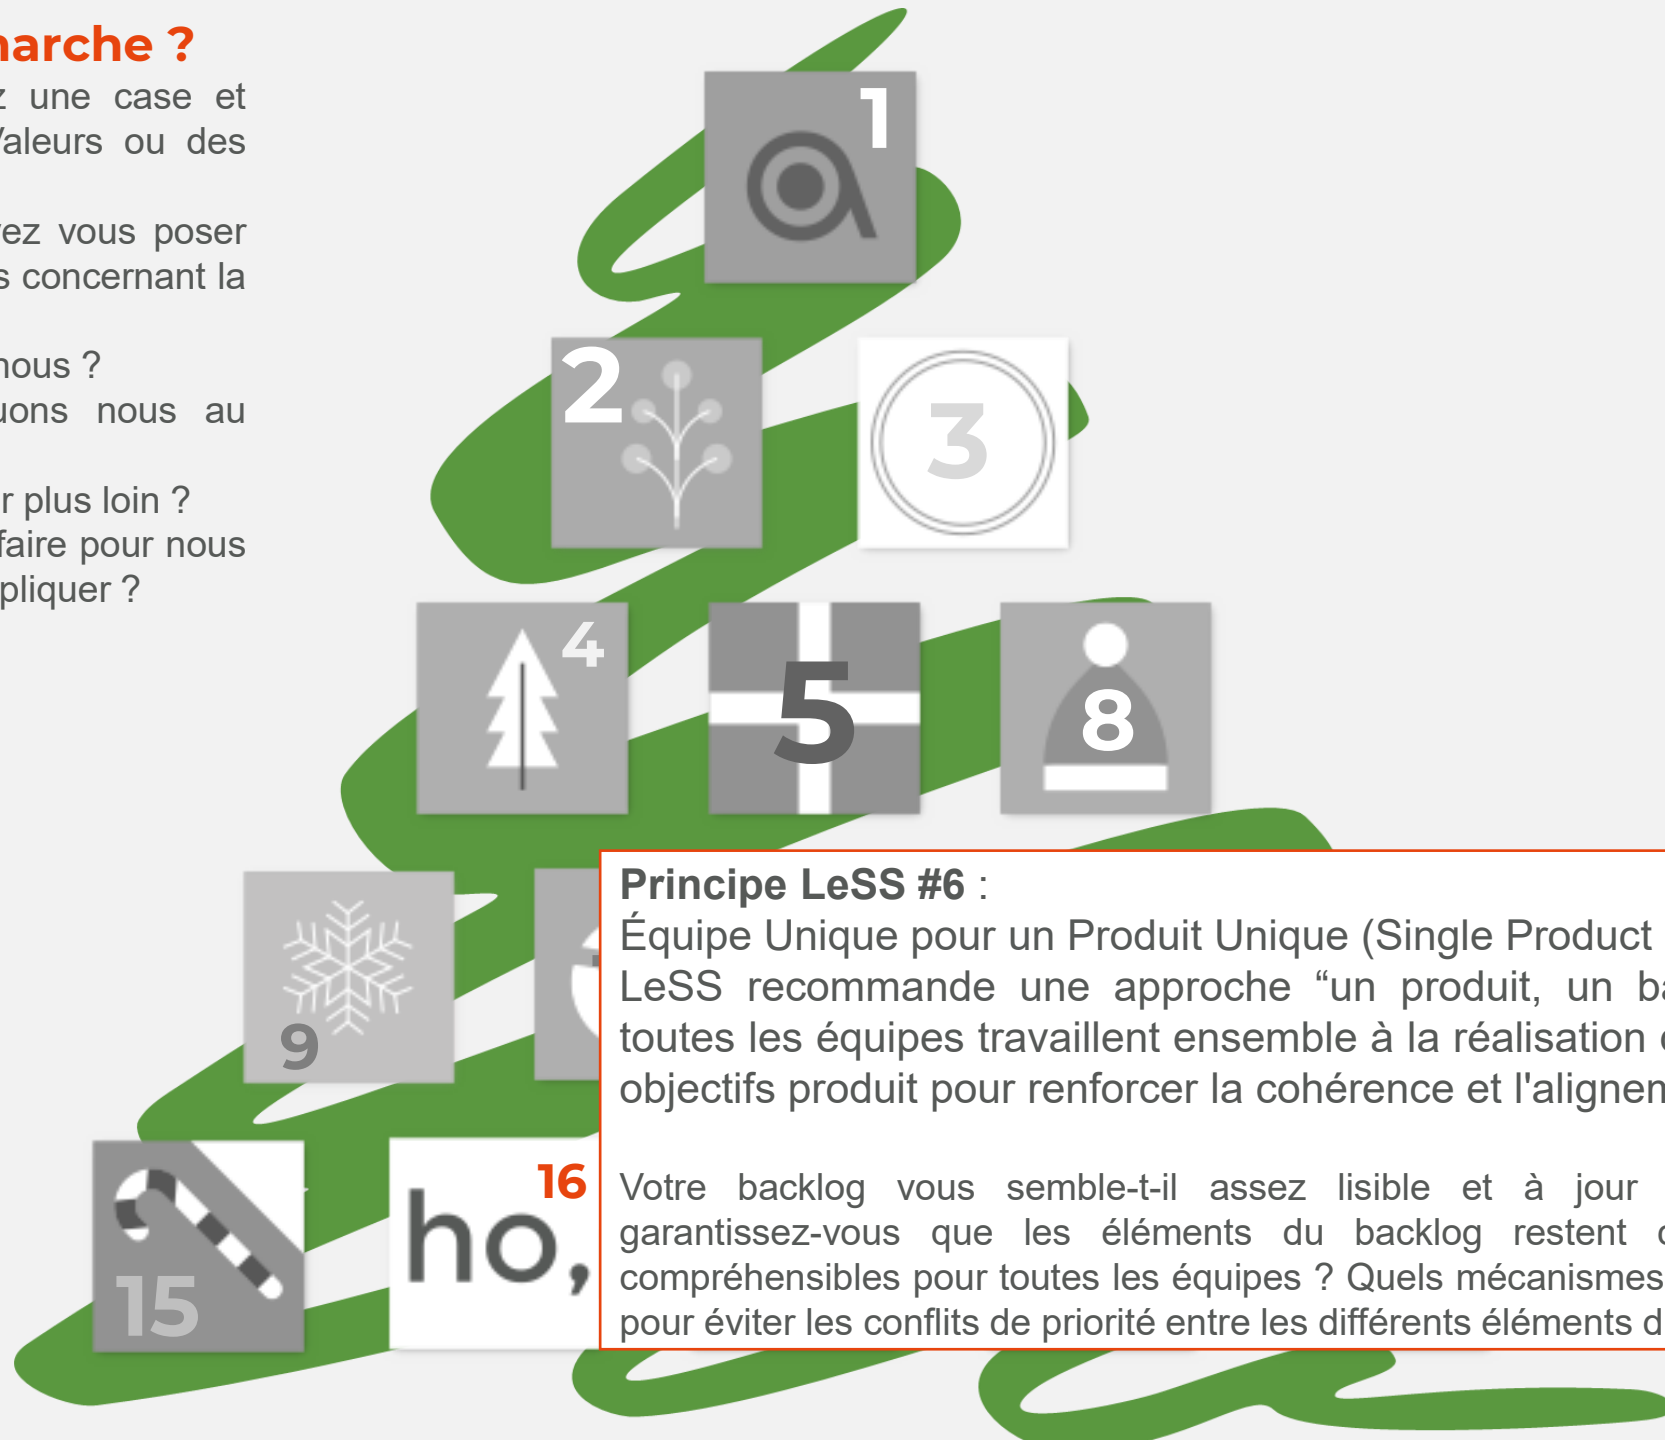 marche ?
une case et
Valeurs ou des
vez vous poser
s concernant la
nous ?
uons nous au
r plus loin ?
faire pour nous
pliquer ?
1
2
3
4
5
8
9
15
16
ho,
Principe LeSS #6 :
Équipe Unique pour un Produit Unique (Single Product
LeSS recommande une approche “un produit, un
toutes les équipes travaillent ensemble à la réalisation
objectifs produit pour renforcer la cohérence et l'alignem
Votre backlog vous semble-t-il assez lisible et à jour
garantissez-vous que les éléments du backlog restent
compréhensibles pour toutes les équipes ? Quels mécanismes
pour éviter les conflits de priorité entre les différents éléments d